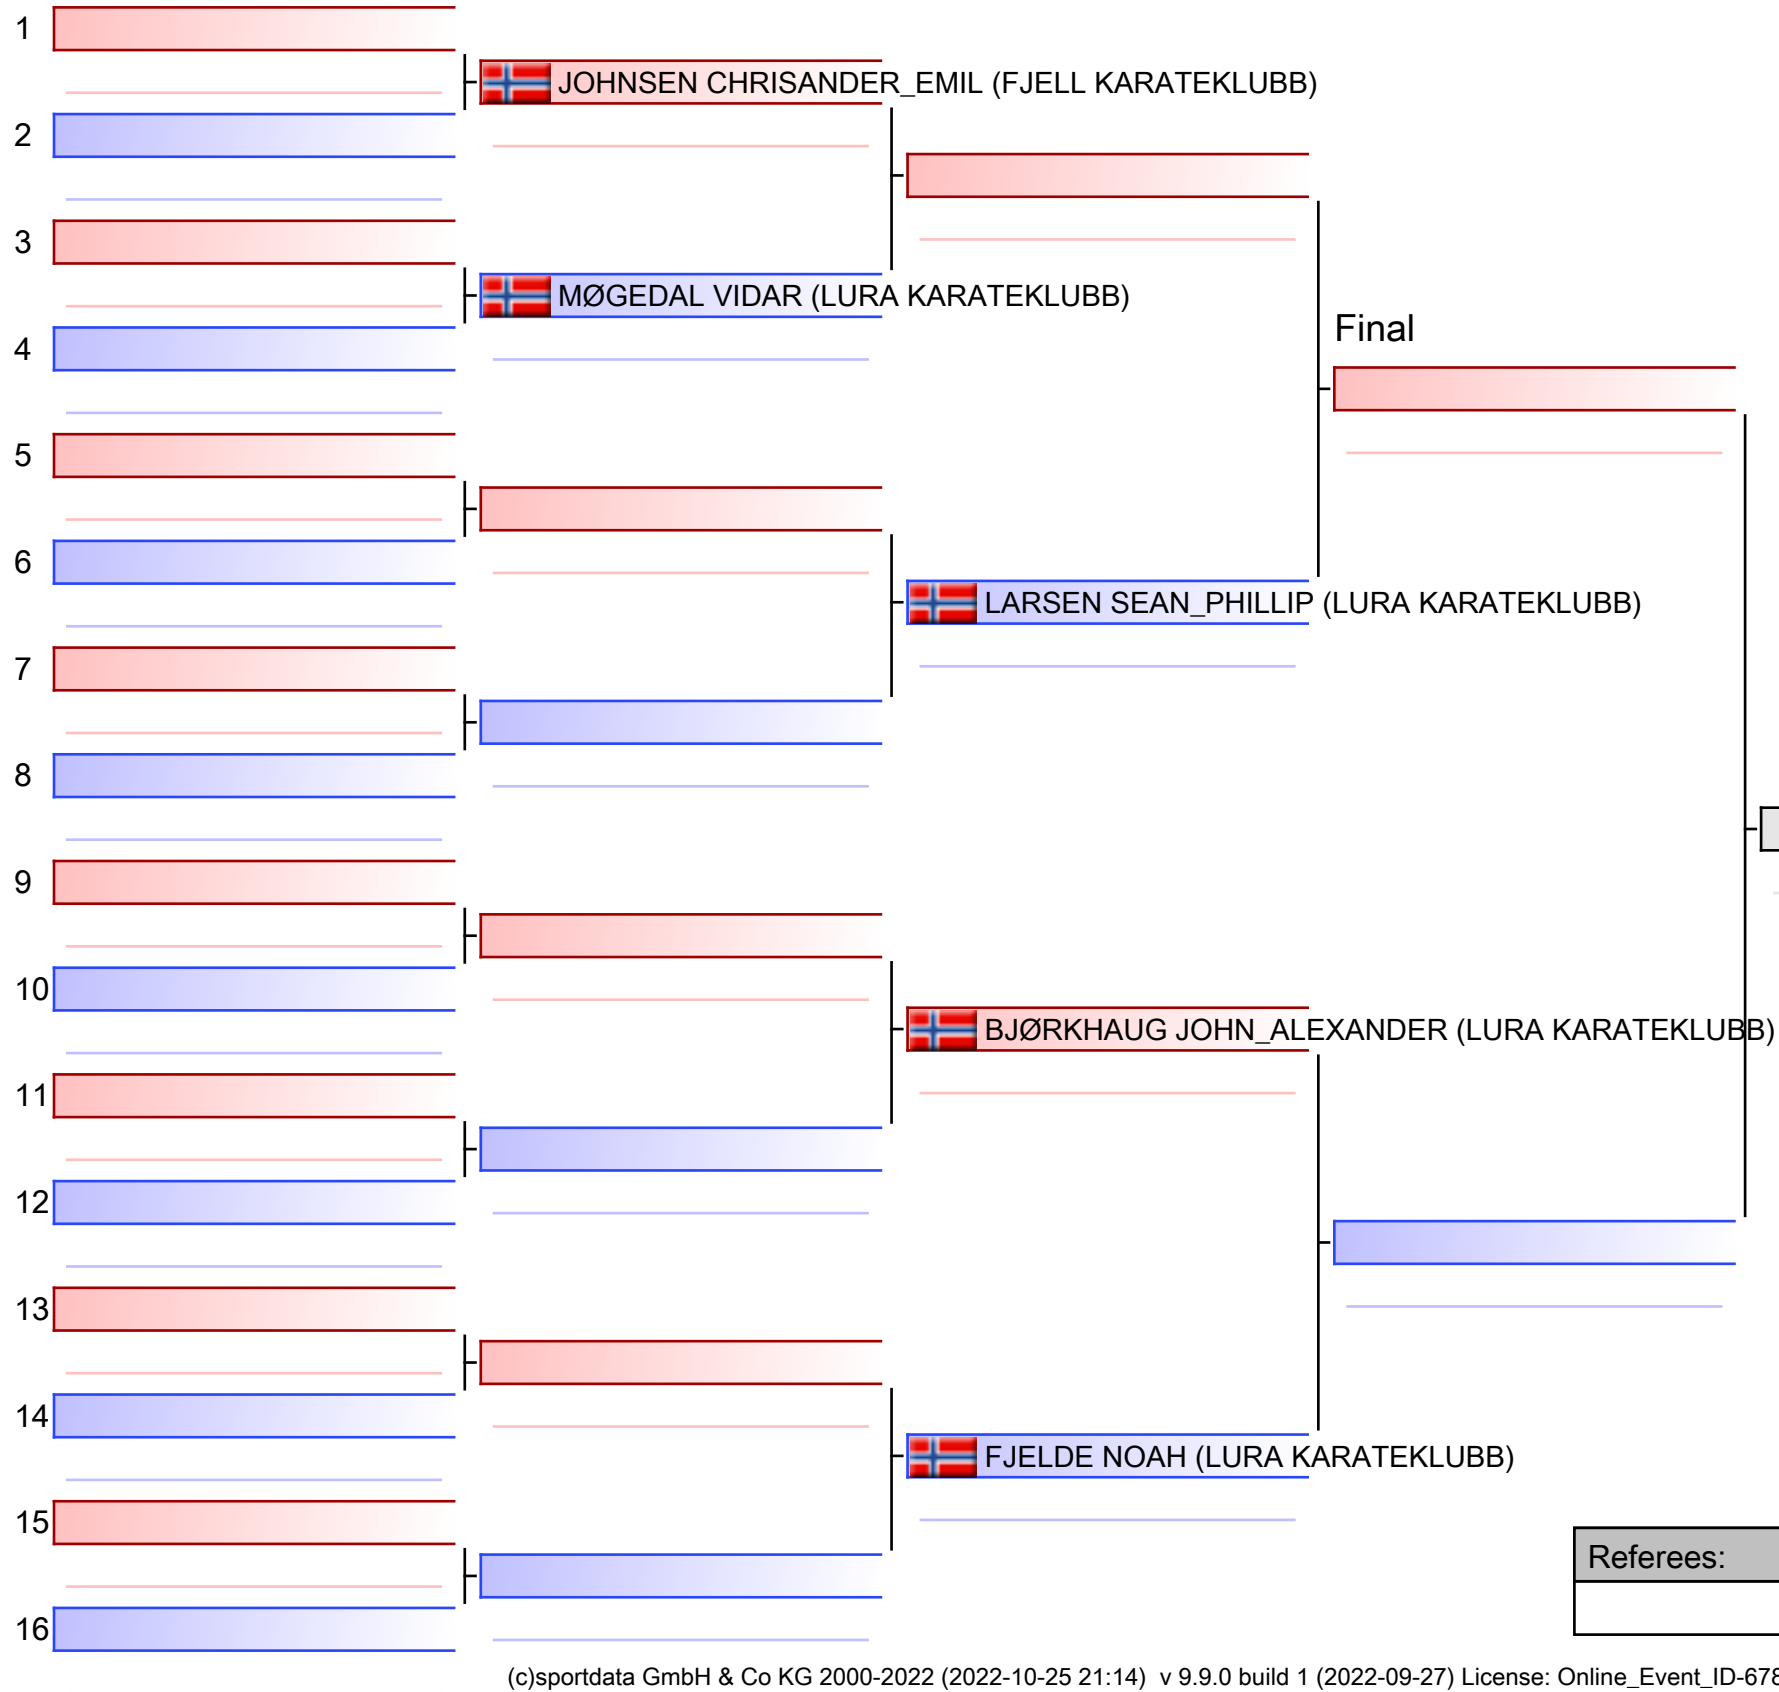 1
JOHNSEN CHRISANDER_EMIL (FJELL KARATEKLUBB)
2
3
MØGEDAL VIDAR (LURA KARATEKLUBB)
Final
4
5
6
LARSEN SEAN_PHILLIP (LURA KARATEKLUBB)
7
8
9
10
BJØRKHAUG JOHN_ALEXANDER (LURA KARATEKLUBB)
11
12
13
14
FJELDE NOAH (LURA KARATEKLUBB)
15
Referees:
16
(c)sportdata GmbH & Co KG 2000-2022 (2022-10-25 21:14) v 9.9.0 build 1 (2022-09-27) License: Online_Event_ID-678